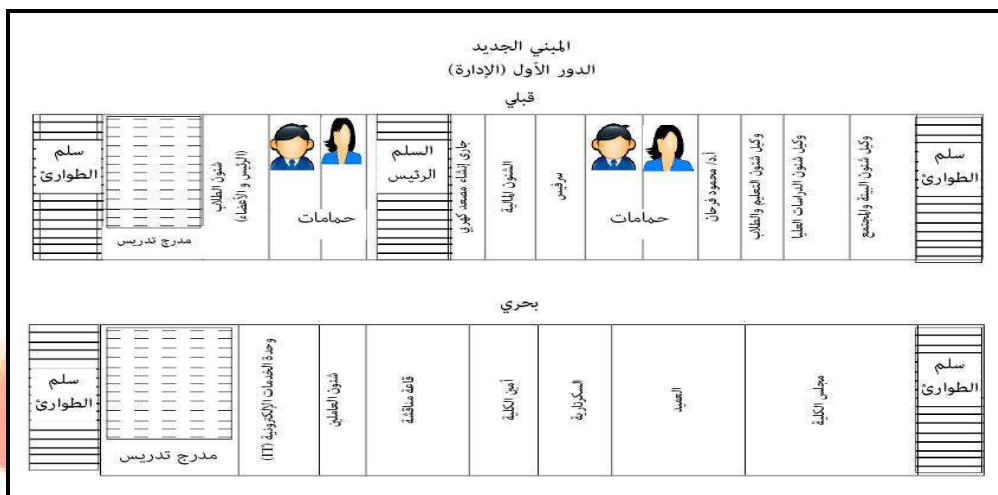 المبني الجديد
الدور الأول (الإدارة)
قبلي
سلم
الطوارئ
وكيل شئون البيئة والمجتمع
وكيل شئون الدراسات العليا
وكيل شئون التعليم والطلاب
أ.د/ محمود فرحان
حمامات
سرفيس
الشئون المالية
جاري إنشاء مصعد كهربي
السلم
الرئيس
حمامات
شئون الطلاب
(الرئيس و الأعضاء)
مدرج تدريس
سلم
الطوارئ
بحري
سلم
الطوارئ
مجلس الكلية
العميد
السكرتارية
أمين الكلية
قاعة مناقشة
شئون العاملين
وحدة الخدمات الإلكترونية (IT)
مدرج تدريس
سلم
الطوارئ